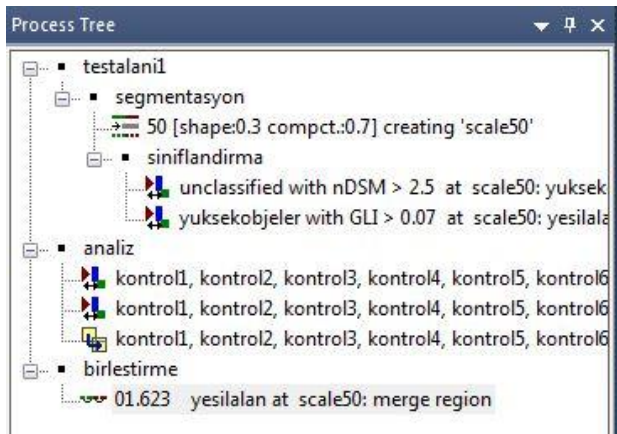 Process Tree
testalani1
segmentasyon
50 [shape:0.3 compct.:0.7] creating 'scale50'
siniflandirma
unclassified with nDSM > 2.5 at scale50: yuksek
yuksekobjeler with GLI > 0.07 at scale50: yesilala
analiz
kontrol1, kontrol2, kontrol3, kontrol4, kontrol5, kontrol6
kontrol1, kontrol2, kontrol3, kontrol4, kontrol5, kontrol6
kontrol1, kontrol2, kontrol3, kontrol4, kontrol5, kontrol6
birlestirme
01.623 yesilalan at scale50: merge region